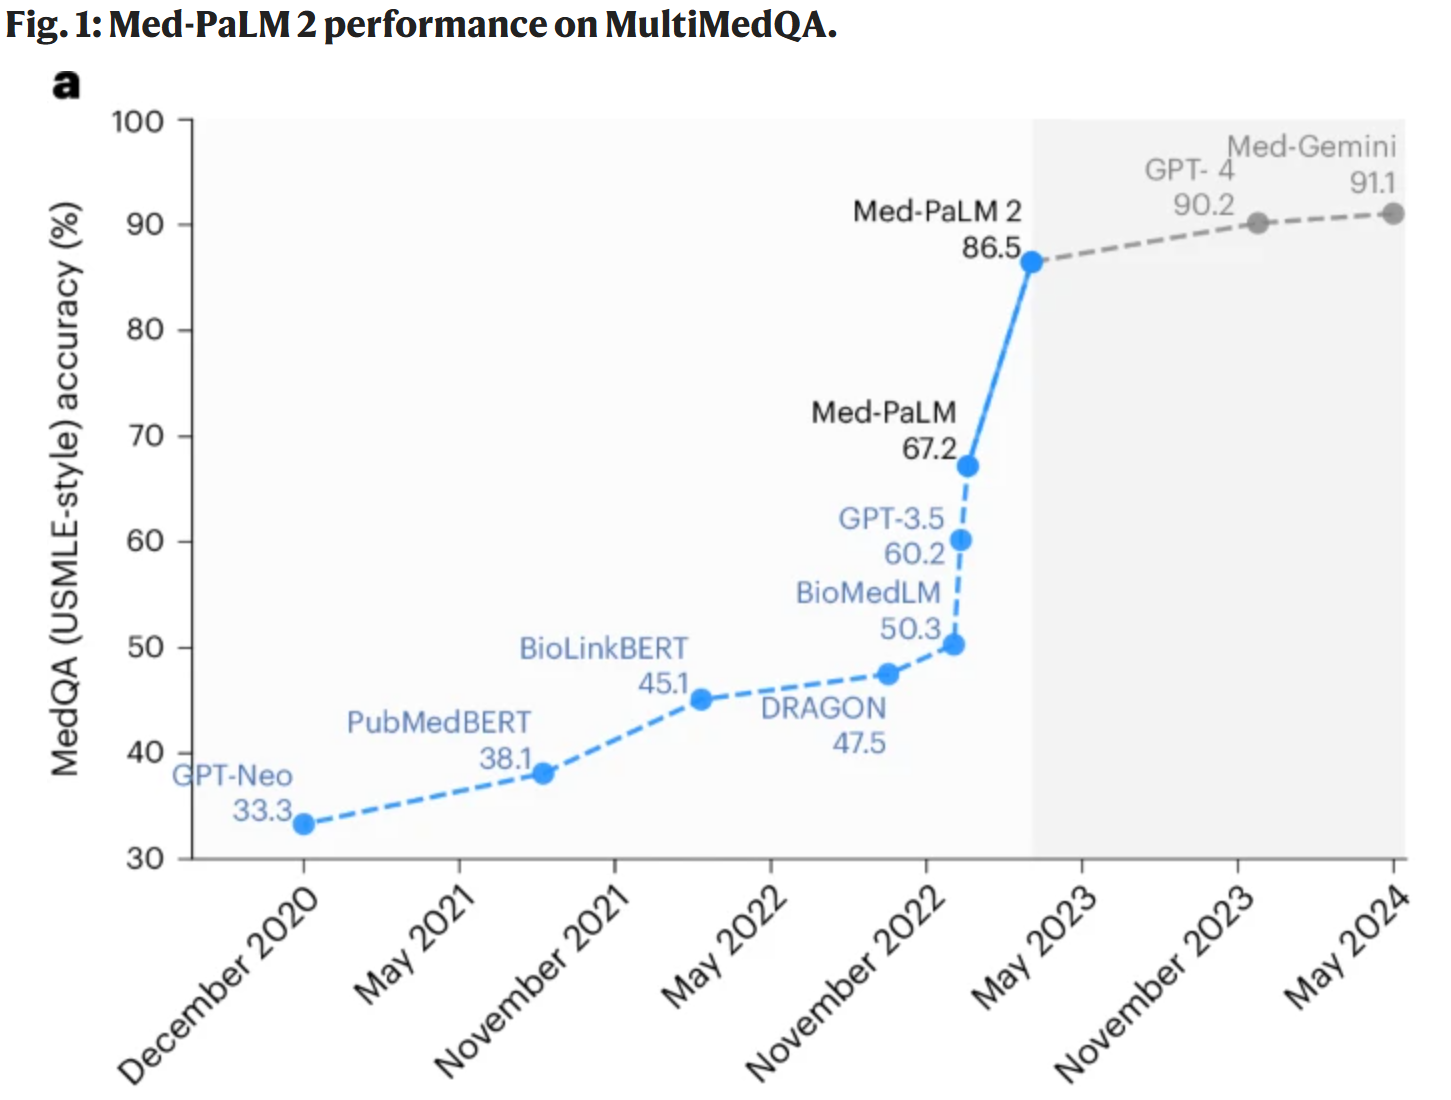 Fig. 1: Med-PaLM 2 performance on MultiMedQA.
a
MedQA (USMLE-style) accuracy (%)
100
90
80
70
60
50
40
30
GPT-Neo
33.3
PubMedBERT
38.1
BioLinkBERT
45.1
DRAGON
47.5
BioMedLM
50.3
GPT-3.5
60.2
Med-PaLM
67.2
Med-PaLM 2
86.5
GPT- 4
90.2
Med-Gemini
91.1
December 2020
May 2021
November 2021
May 2022
November 2022
May 2023
November 2023
May 2024